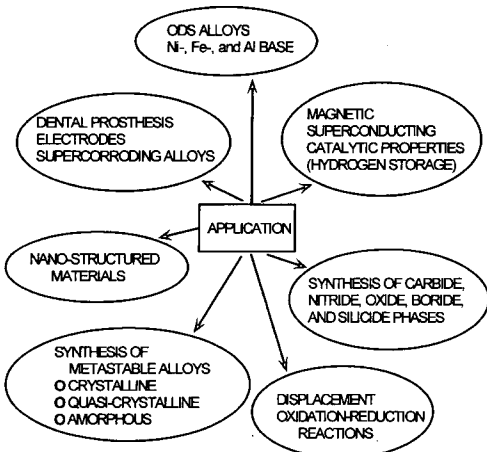 ODS ALLOYS
Ni-, Fe-, and Al BASE
DENTAL PROSTHESIS
ELECTRODES
SUPERCORRODING ALLOYS
MAGNETIC
SUPERCONDUCTING
CATALYTIC PROPERTIES
(HYDROGEN STORAGE)
APPLICATION
NANO-STRUCTURED
MATERIALS
SYNTHESIS OF CARBIDE,
NITRIDE, OXIDE, BORIDE,
AND SILICIDE PHASES
SYNTHESIS OF
METASTABLE ALLOYS
O CRYSTALLINE
O QUASI-CRYSTALLINE
O AMORPHOUS
DISPLACEMENT
OXIDATION-REDUCTION
REACTIONS